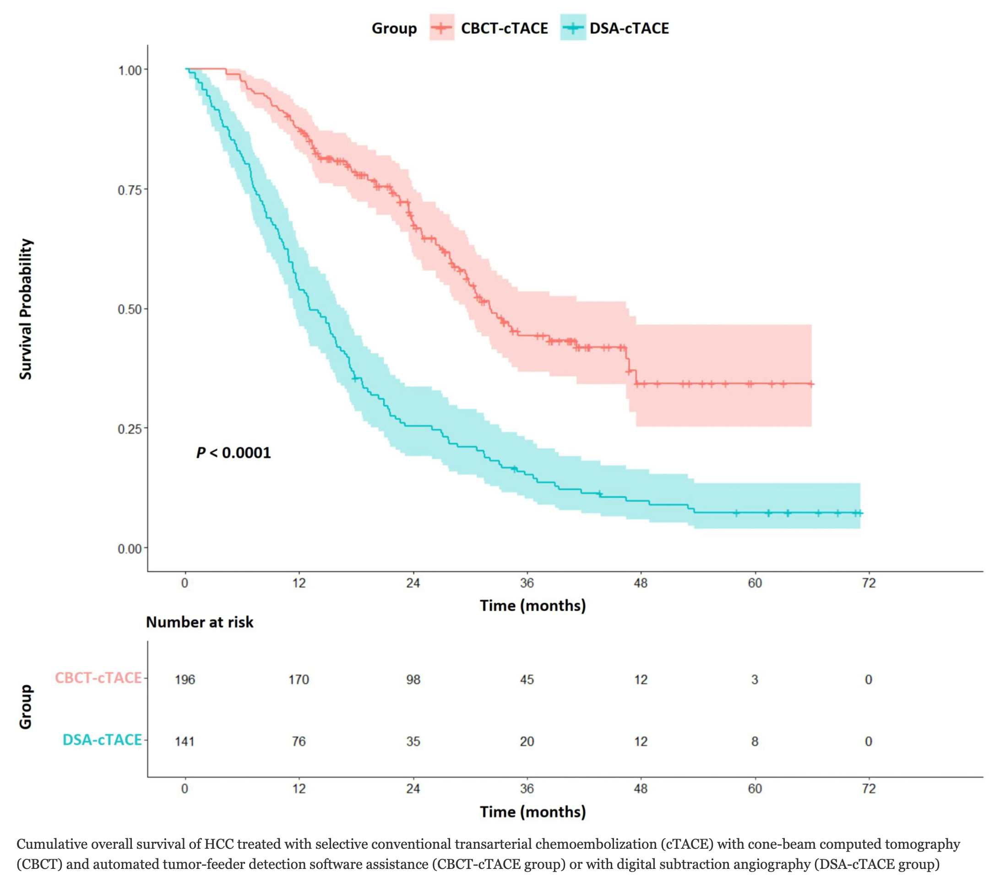 Group CBCT-cTACE DSA-cTACE
Survival Probability
1.00
0.75
0.50
0.25
0.00
P < 0.0001
0 12 24 36 48 60 72
Time (months)
Number at risk
Group
CBCT-cTACE 196 170 98 45 12 3 0
DSA-cTACE 141 76 35 20 12 8 0
0 12 24 36 48 60 72
Time (months)
Cumulative overall survival of HCC treated with selective conventional transarterial chemoembolization (cTACE) with cone-beam computed tomography
(CBCT) and automated tumor-feeder detection software assistance (CBCT-cTACE group) or with digital subtraction angiography (DSA-cTACE group)